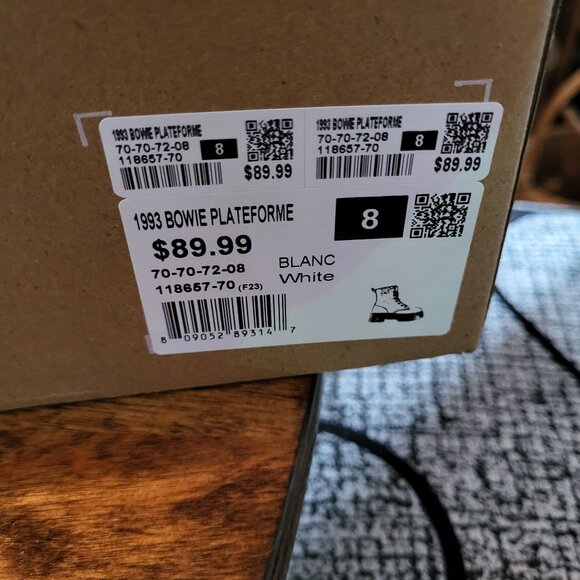 1993 BOWIE PLATEFORME
70-70-72-08
118657-70
8
$89.99
1993 BOWIE PLATEFORME
70-70-72-08
118657-70
8
$89.99
1993 BOWIE PLATEFORME
8
$89.99
70-70-72-08
118657-70 (F23)
BLANC
White
8 09052 89314 7